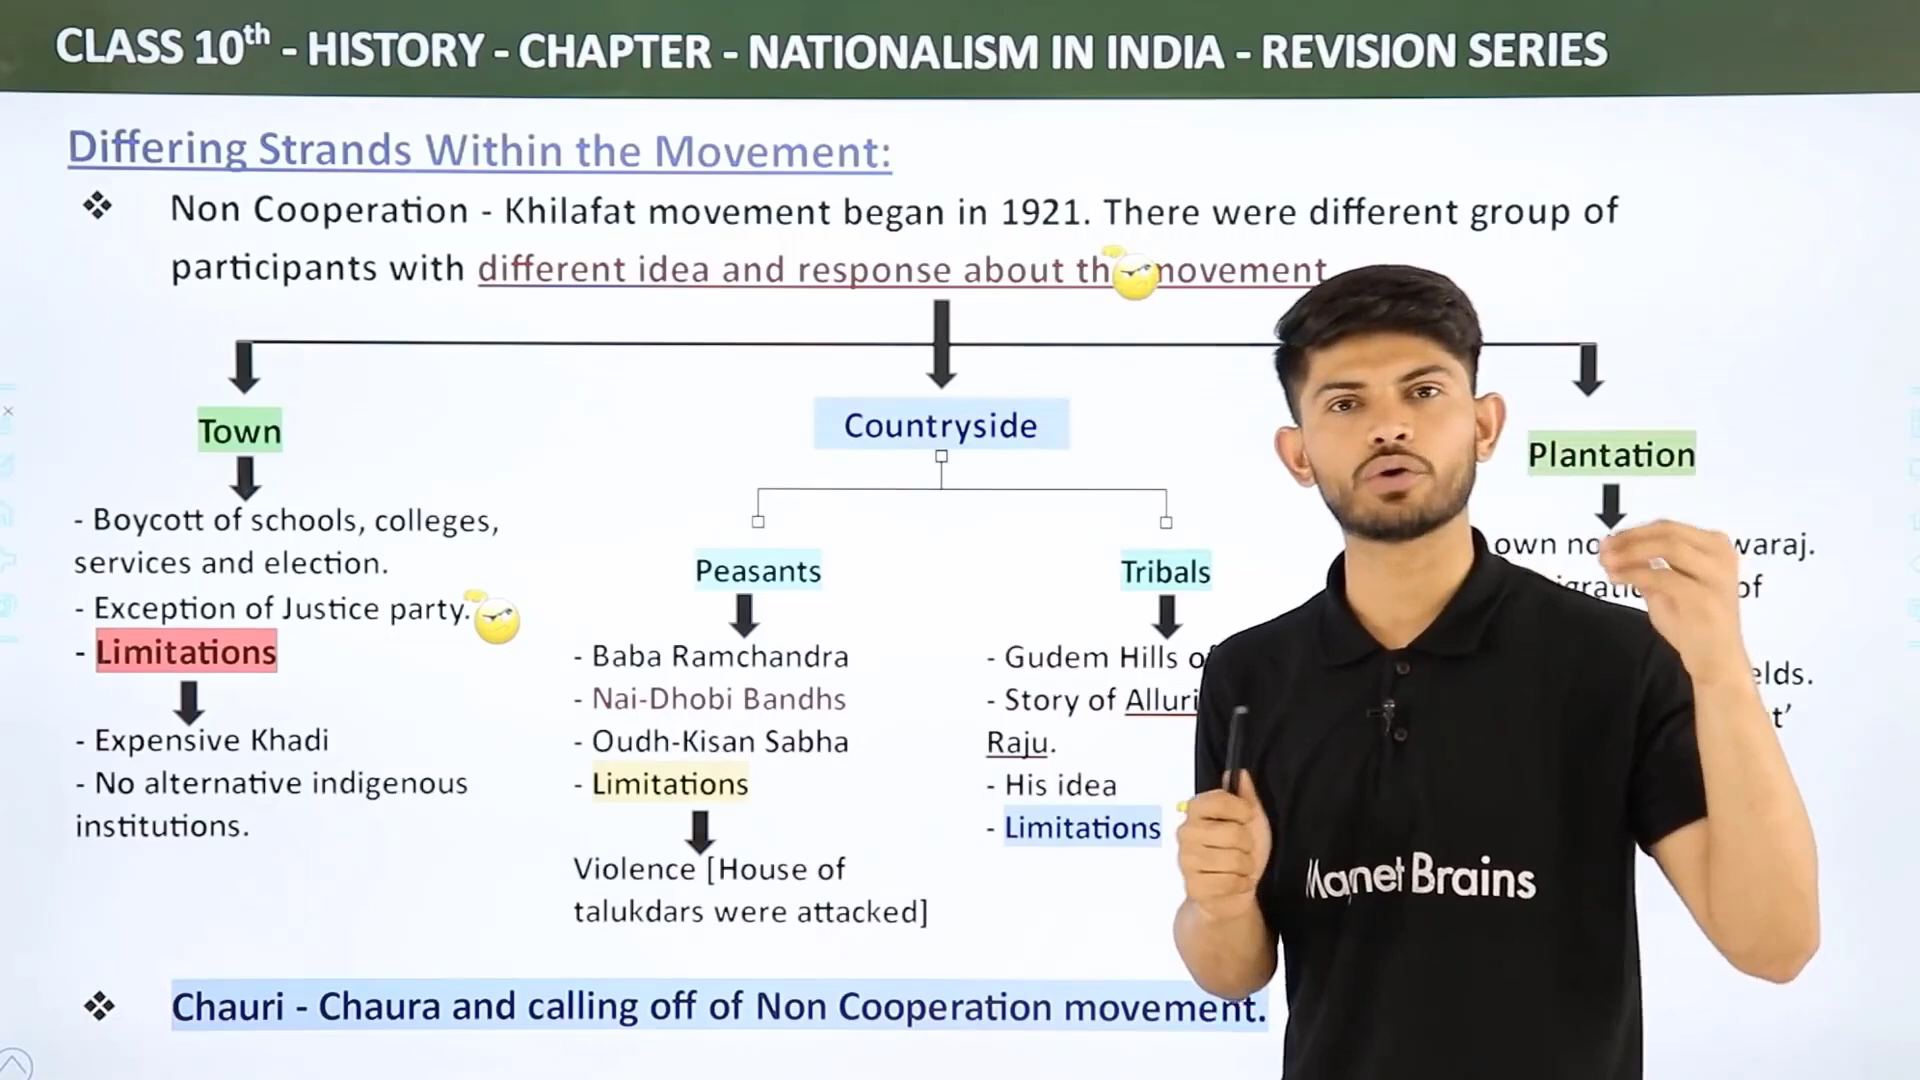 CLASS 10th - HISTORY - CHAPTER - NATIONALISM IN INDIA - REVISION SERIES
Differing Strands Within the Movement:
❖ Non Cooperation - Khilafat movement began in 1921. There were different group of
participants with different idea and response about th movement
Town
- Boycott of schools, colleges,
services and election.
- Exception of Justice party.
- Limitations
- Expensive Khadi
- No alternative indigenous
institutions.
Countryside
Peasants
- Baba Ramchandra
- Nai-Dhobi Bandhs
- Oudh-Kisan Sabha
- Limitations
Violence [House of
talukdars were attacked]
Tribals
- Gudem Hills
- Story of Alluri
Raju.
- His idea
- Limitations
Plantation
own
of
❖ Chauri - Chaura and calling off of Non Cooperation movement.
Magnet Brains